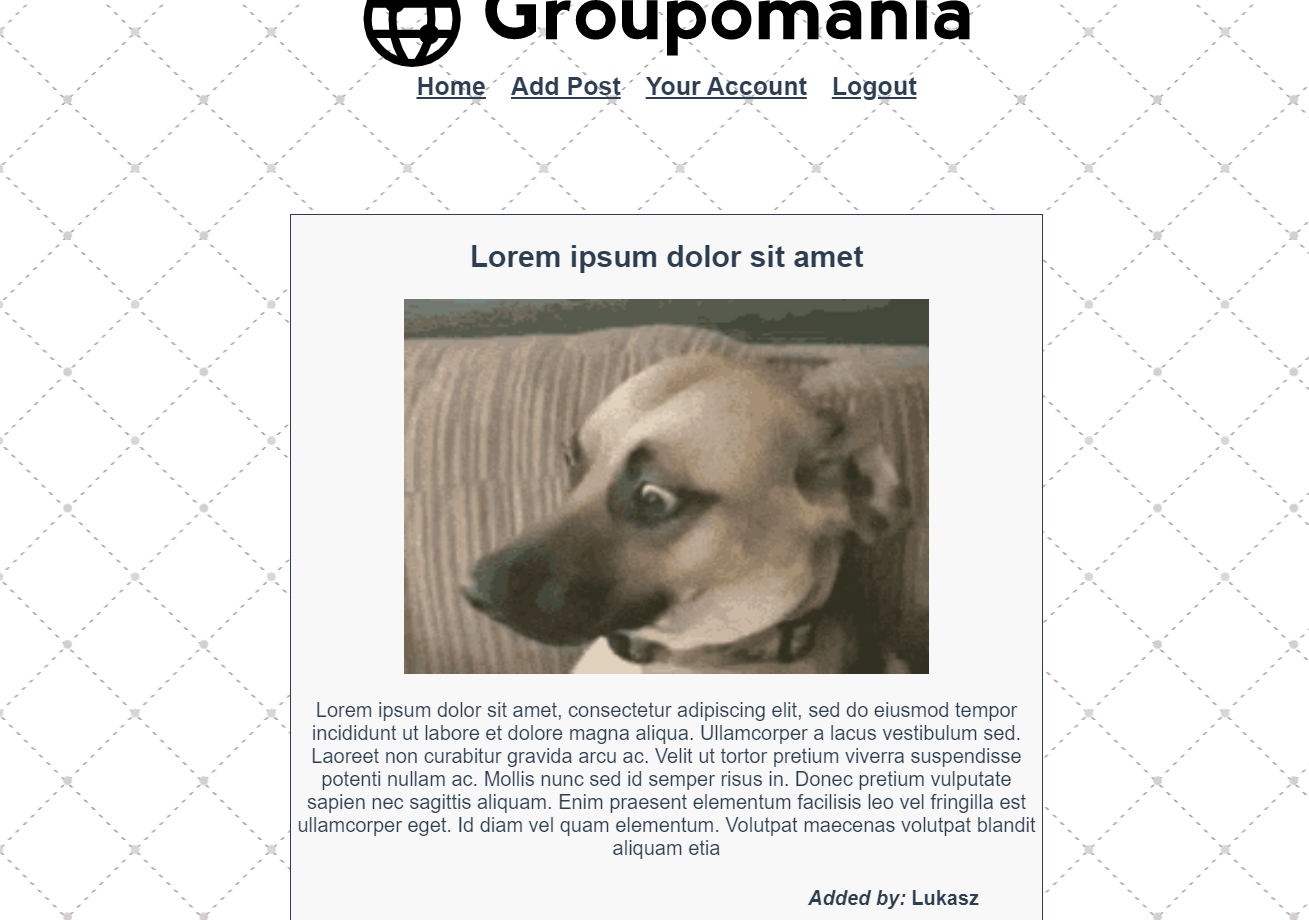 Groupomania
Home Add Post Your Account Logout
Lorem ipsum dolor sit amet
Lorem ipsum dolor sit amet, consectetur adipiscing elit, sed do eiusmod tempor
incididunt ut labore et dolore magna aliqua. Ullamcorper a lacus vestibulum sed.
Laoreet non curabitur gravida arcu ac. Velit ut tortor pretium viverra suspendisse
potenti nullam ac. Mollis nunc sed id semper risus in. Donec pretium vulputate
sapien nec sagittis aliquam. Enim praesent elementum facilisis leo vel fringilla est
ullamcorper eget. Id diam vel quam elementum. Volutpat maecenas volutpat blandit
aliquam etia
Added by: Lukasz